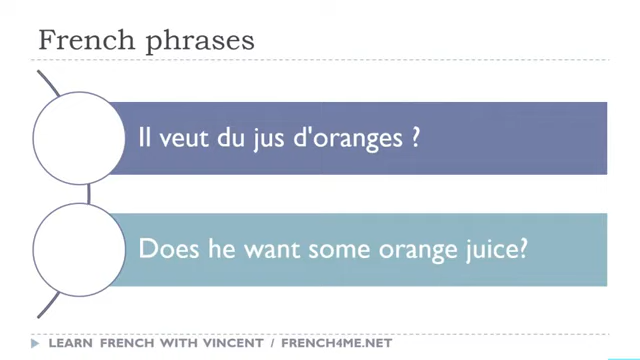 French phrases
Il veut du jus d'oranges ?
Does he want some orange juice?
LEARN FRENCH WITH VINCENT / FRENCH4ME.NET